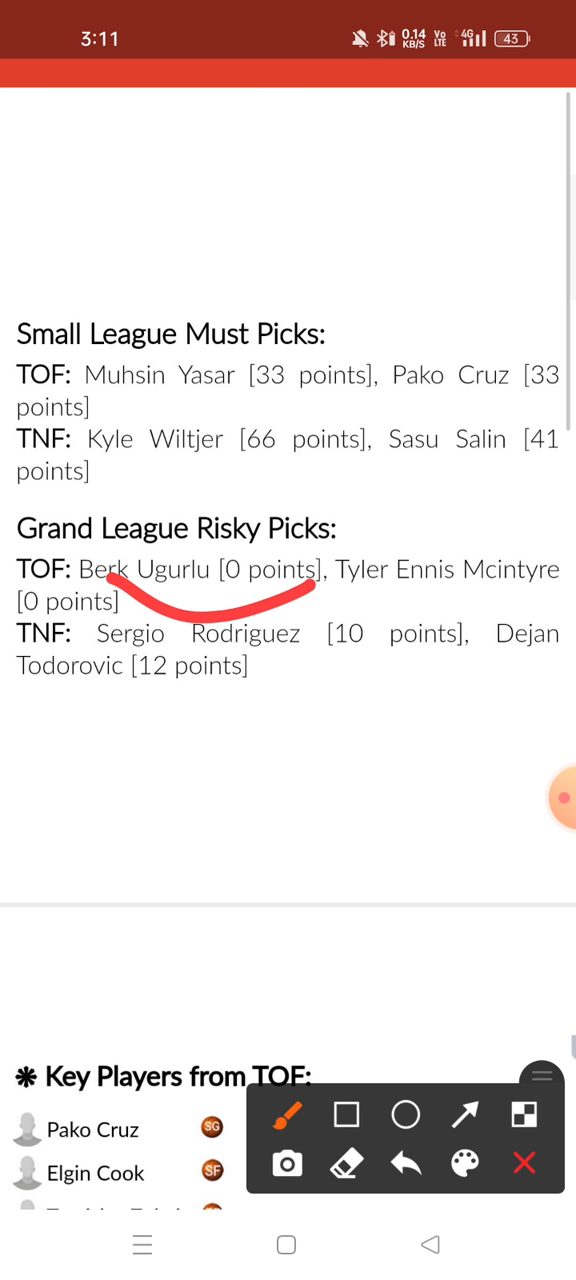 3:11
0.14
KB/S
Vo
LTE
4G
43
Small League Must Picks:
TOF: Muhsin Yasar [33 points], Pako Cruz [33
points]
TNF: Kyle Wiltjer [66 points], Sasu Salin [41
points]
Grand League Risky Picks:
TOF: Berk Ugurlu [0 points], Tyler Ennis Mcintyre
[0 points]
TNF: Sergio Rodriguez [10 points], Dejan
Todorovic [12 points]
✱ Key Players from TOF:
Pako Cruz SG
Elgin Cook SF